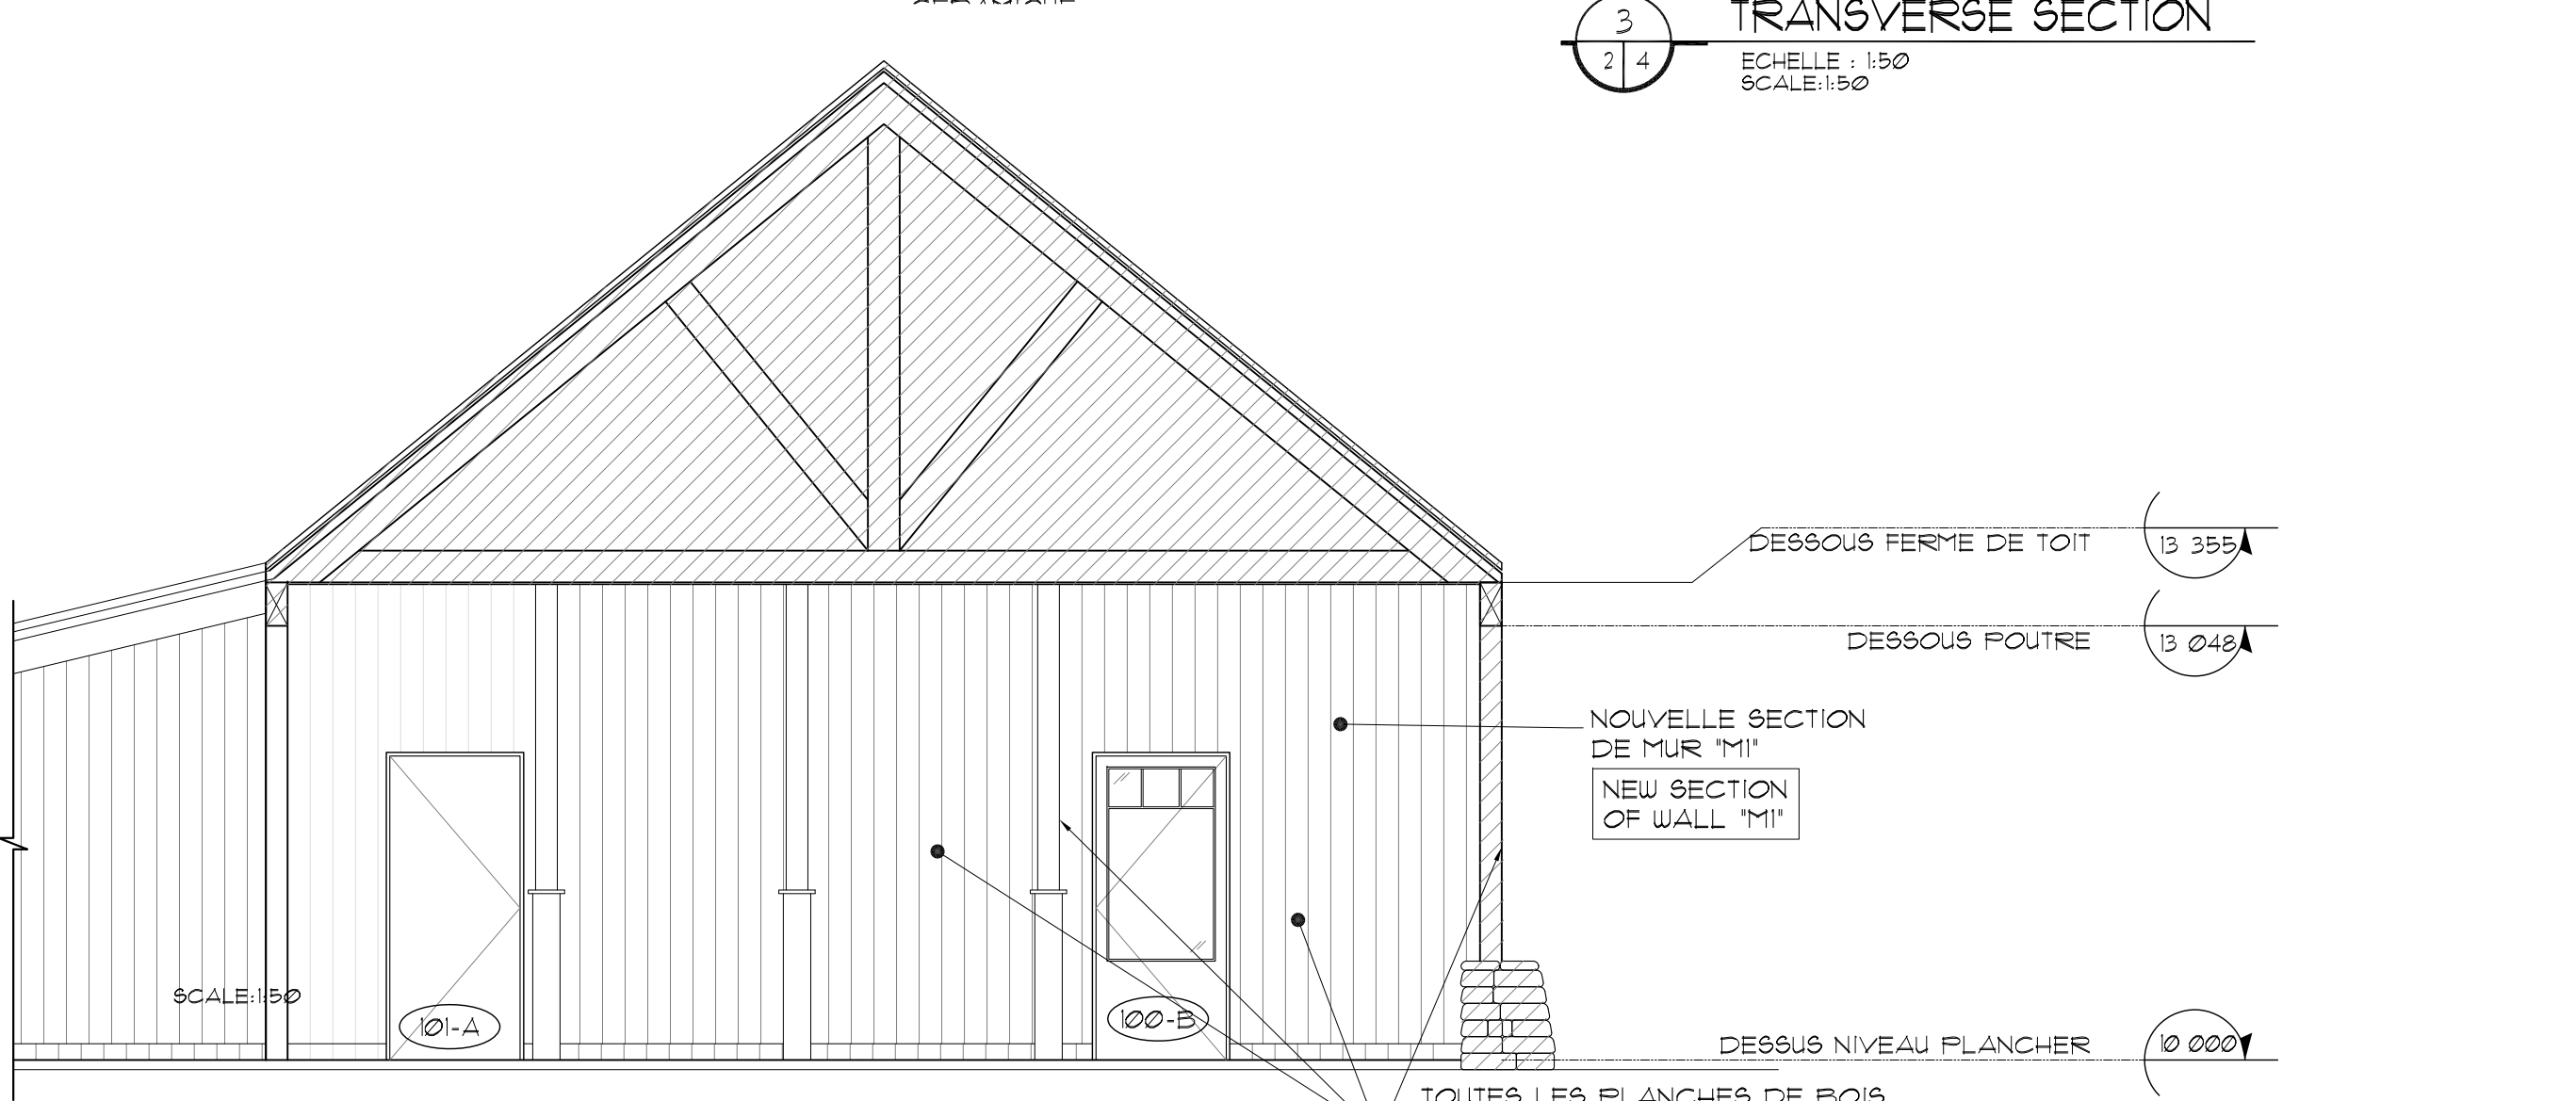 CERAMIQUE
3
TRANSVERSE SECTION
2 4
ECHELLE : 1:50
SCALE:1:50
DESSOUS FERME DE TOIT
13 355
DESSOUS POUTRE
13 048
NOUVELLE SECTION
DE MUR "M1"
NEW SECTION
OF WALL "M1"
SCALE:1:50
101-A
100-B
DESSUS NIVEAU PLANCHER
10 000
TOUTES LES PLANCHES DE BOIS